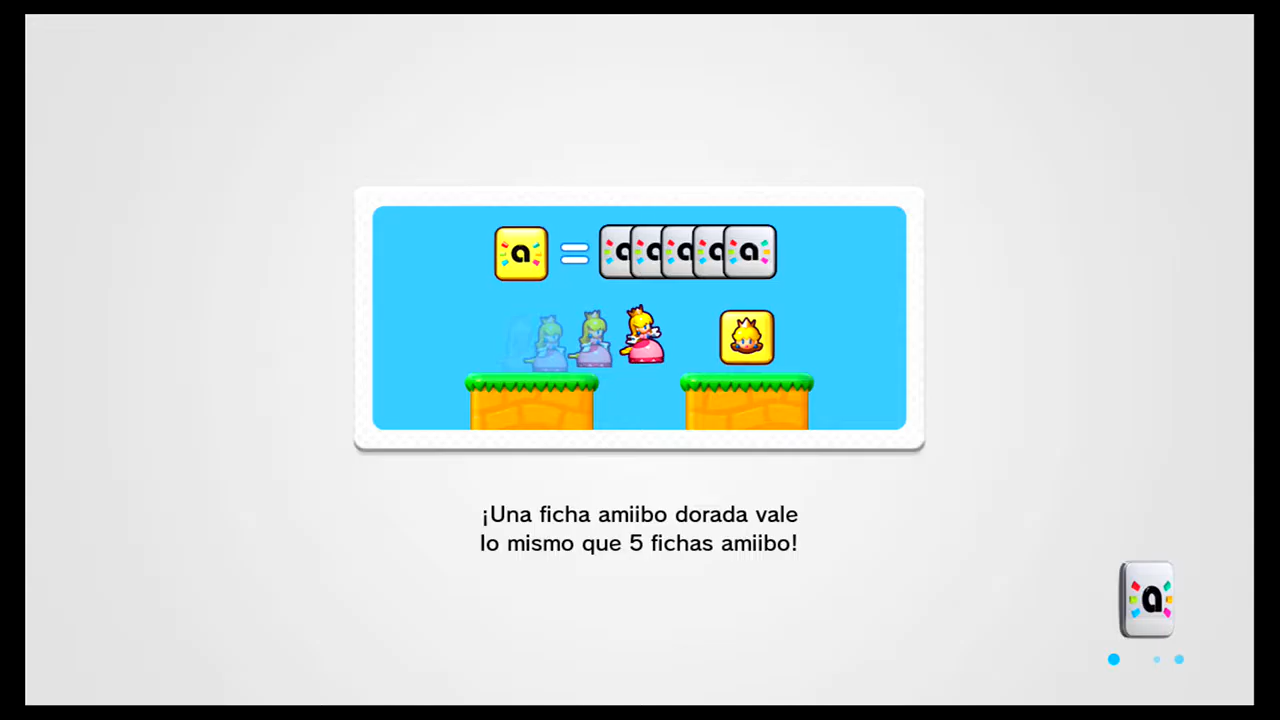 a = a a a a a
¡Una ficha amiibo dorada vale
lo mismo que 5 fichas amiibo!
a